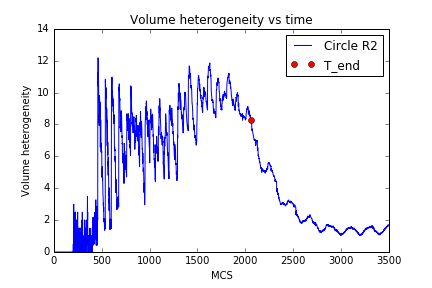 Volume heterogeneity vs time
Volume heterogeneity
14
12
10
8
6
4
2
0
Circle R2
T_end
0 500 1000 1500 2000 2500 3000 3500
MCS